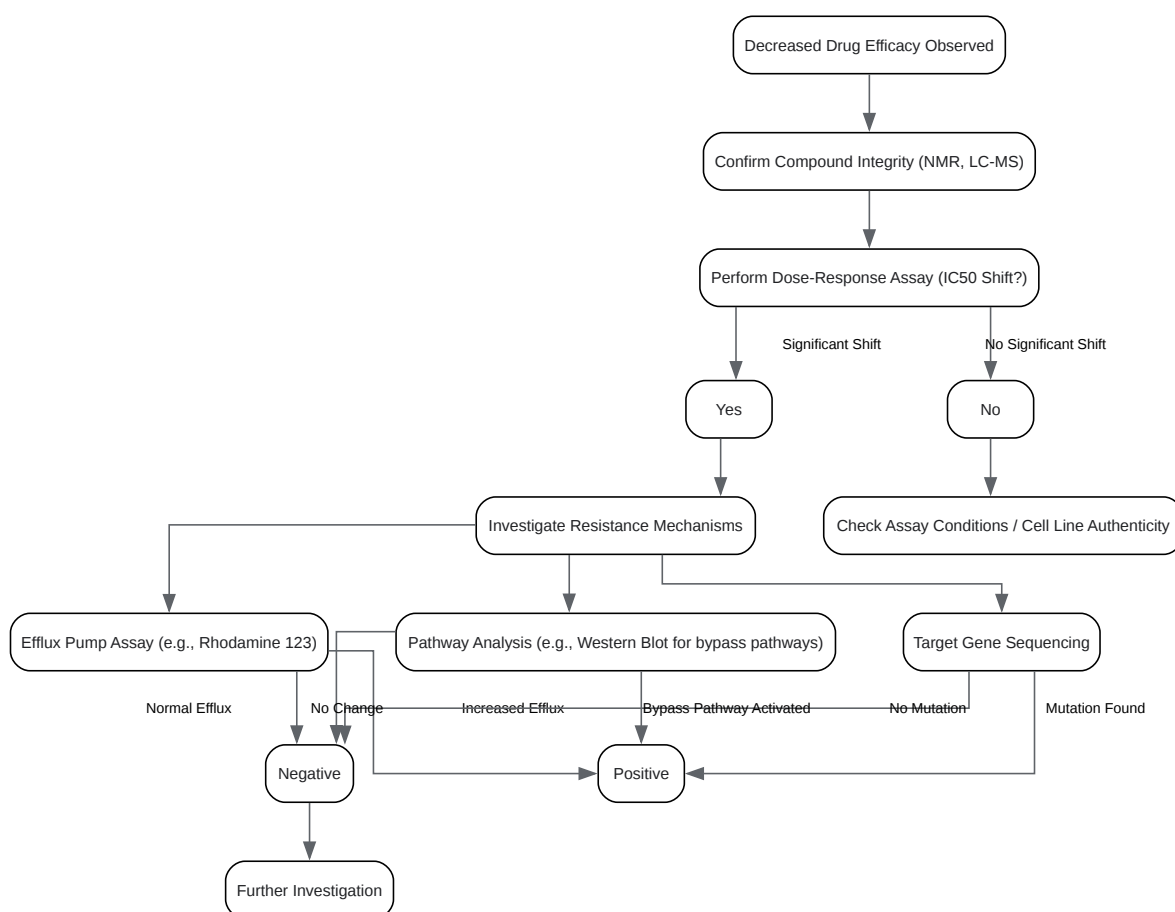 Decreased Drug Efficacy Observed
Confirm Compound Integrity (NMR, LC-MS)
Perform Dose-Response Assay (IC50 Shift?)
Significant Shift
No Significant Shift
Yes
No
Investigate Resistance Mechanisms
Check Assay Conditions / Cell Line Authenticity
Efflux Pump Assay (e.g., Rhodamine 123)
Pathway Analysis (e.g., Western Blot for bypass pathways)
Target Gene Sequencing
Normal Efflux
No Change
Increased Efflux
Bypass Pathway Activated
No Mutation
Mutation Found
Negative
Positive
Further Investigation